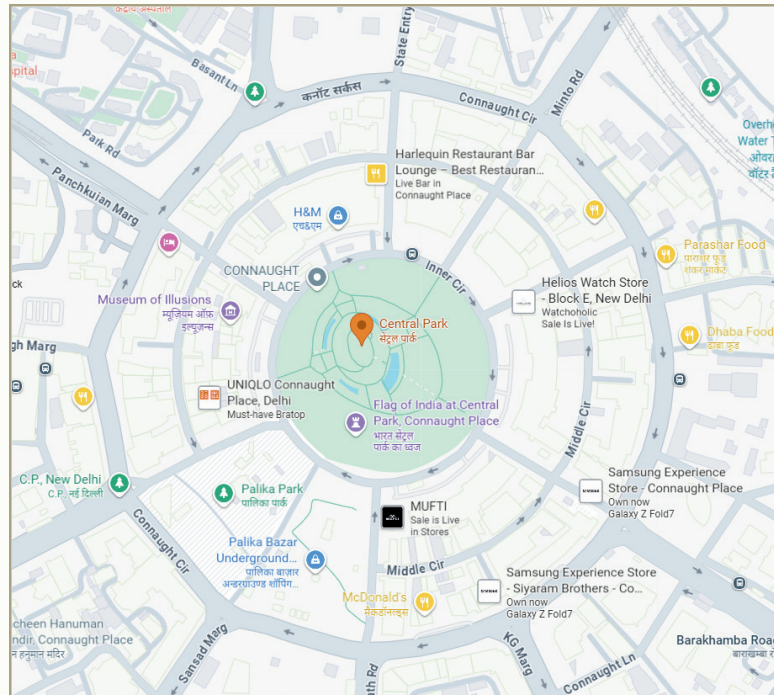 केंद्रीय अस्पताल
Basant Ln
State Entry
कनॉट सर्कस
Connaught Cir
Minto Rd
Park Rd
Panchkuian Marg
Harlequin Restaurant Bar
Lounge – Best Restauran...
Live Bar in
Connaught Place
H&M
एच&एम
CONNAUGHT
PLACE
Inner Cir
Parashar Food
पाराशर फूड
शंकर मार्केट
Museum of Illusions
म्यूजियम ऑफ़
इल्यूजन्स
Central Park
सेंट्रल पार्क
Helios Watch Store
- Block E, New Delhi
Watchoholic
Sale Is Live!
Dhaba Food
ढाबा फूड
UNIQLO Connaught
Place, Delhi
Must-have Bratop
Flag of India at Central
Park, Connaught Place
भारत सेंट्रल
पार्क का ध्वज
Middle Cir
C.P., New Delhi
C.P., नई दिल्ली
Palika Park
पालिका पार्क
Samsung Experience
Store - Connaught Place
Own now
Galaxy Z Fold7
MUFTI
Sale is Live
in Stores
Connaught Cir
Palika Bazar
Underground...
पालिका बाज़ार
अन्डरग्राउण्ड शॉपिंग...
Middle Cir
McDonald's
मैकडॉनल्ड्स
Samsung Experience Store
- Siyaram Brothers - Co...
Own now
Galaxy Z Fold7
Sansad Marg
KG Marg
Connaught Ln
Barakhamba Road